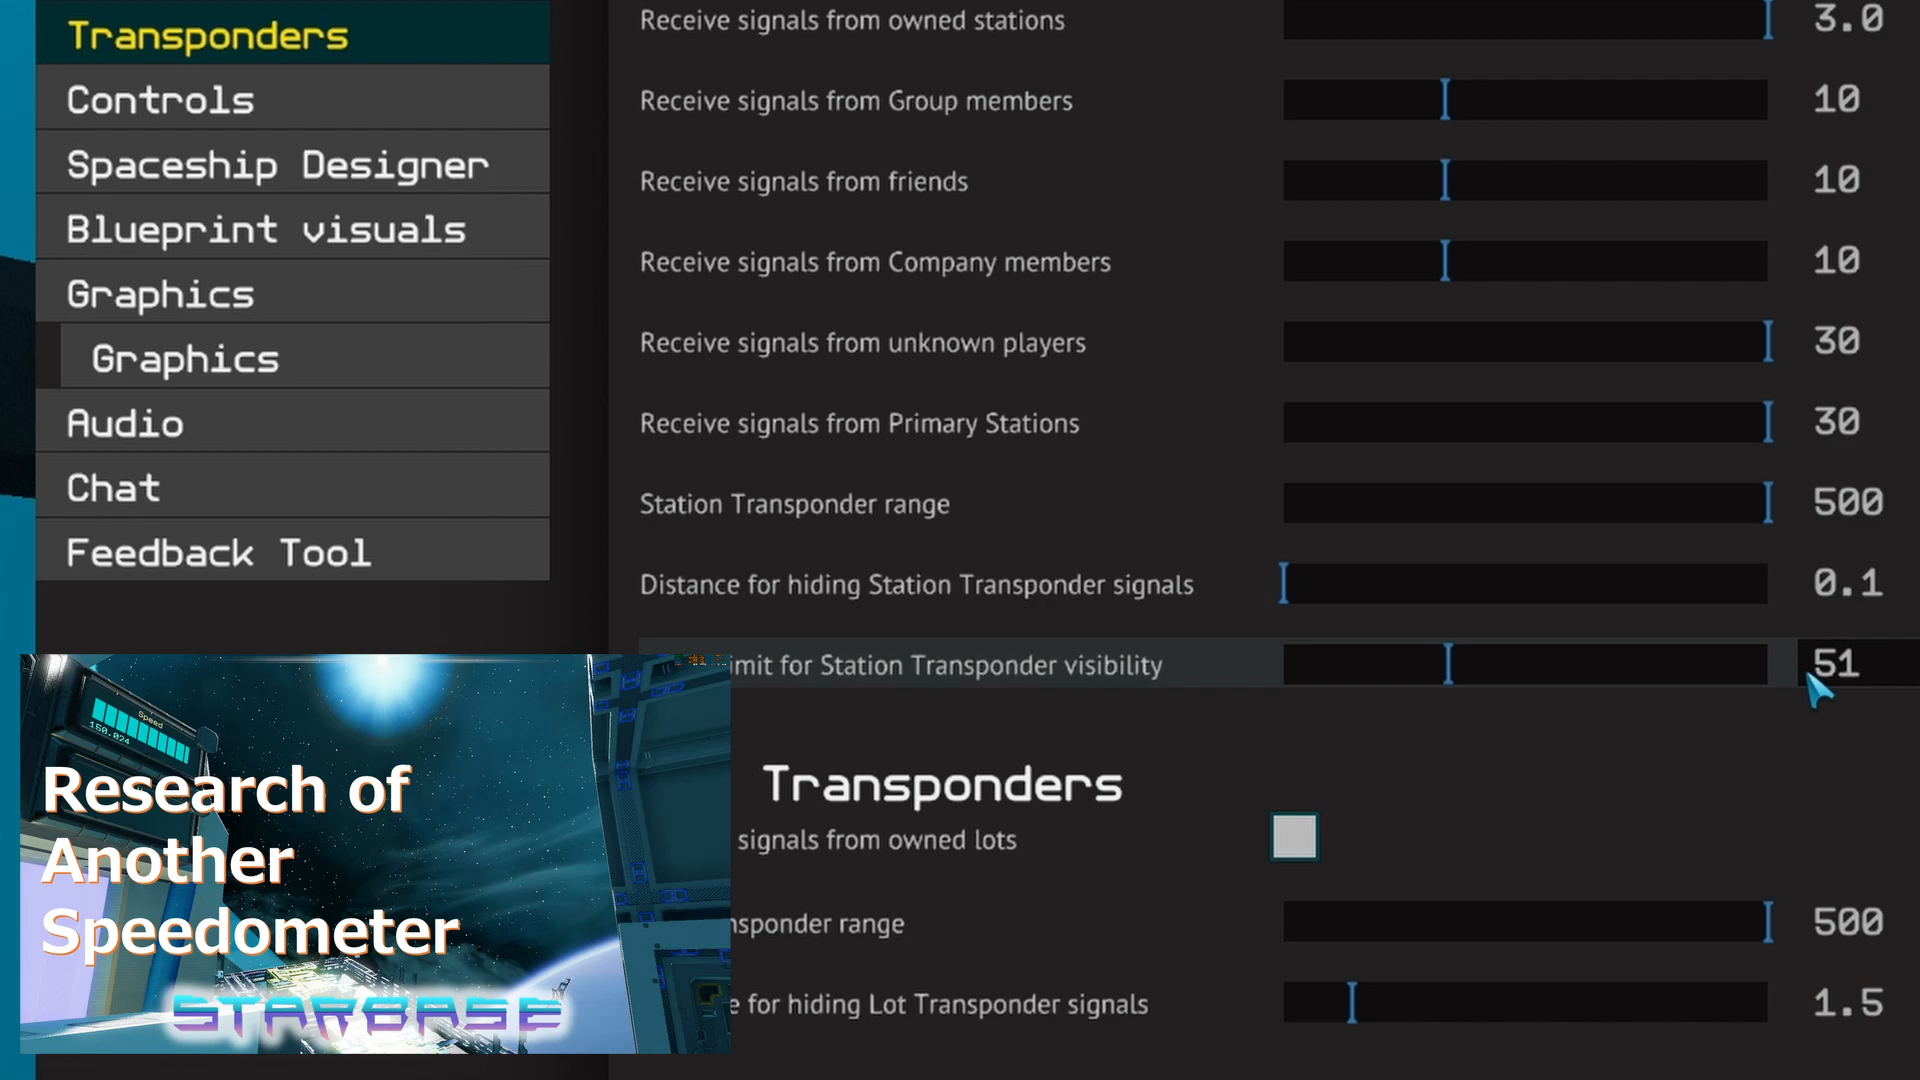 Transponders
Controls
Spaceship Designer
Blueprint visuals
Graphics
Graphics
Audio
Chat
Feedback Tool
Receive signals from owned stations 3.0
Receive signals from Group members 10
Receive signals from friends 10
Receive signals from Company members 10
Receive signals from unknown players 30
Receive signals from Primary Stations 30
Station Transponder range 500
Distance for hiding Station Transponder signals 0.1
imit for Station Transponder visibility 51
Transponders
signals from owned lots
nsponder range 500
e for hiding Lot Transponder signals 1.5
Speed
150.024
Research of
Another
Speedometer
STARBASE